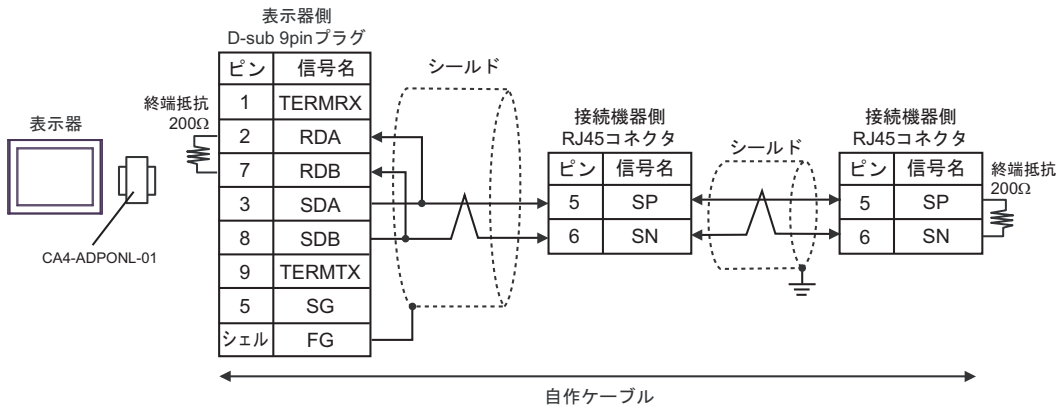 表示器
CA4-ADPONL-01
表示器側
D-sub 9pinプラグ
終端抵抗
200Ω
ピン 信号名
1 TERMRX
2 RDA
7 RDB
3 SDA
8 SDB
9 TERMTX
5 SG
シェル FG
シールド
接続機器側
RJ45コネクタ
ピン 信号名
5 SP
6 SN
シールド
接続機器側
RJ45コネクタ
ピン 信号名
5 SP
6 SN
終端抵抗
200Ω
自作ケーブル